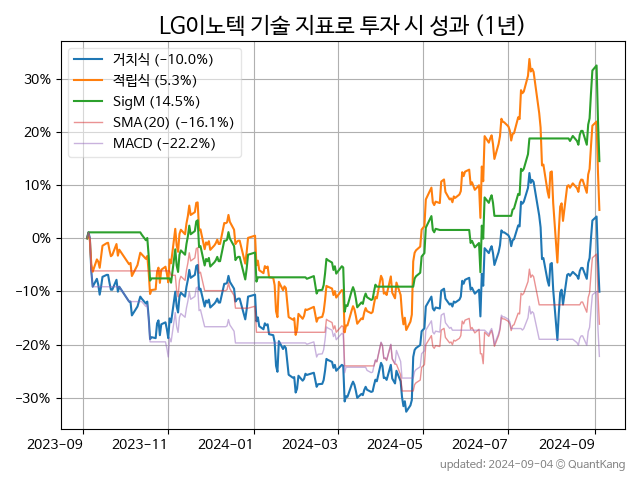 LG이노텍 기술 지표로 투자 시 성과 (1년)
거치식 (−10.0%)
적립식 (5.3%)
SigM (14.5%)
SMA(20) (−16.1%)
MACD (−22.2%)
30%
20%
10%
0%
−10%
−20%
−30%
2023-09
2023-11
2024-01
2024-03
2024-05
2024-07
2024-09
updated: 2024-09-04 © QuantKang